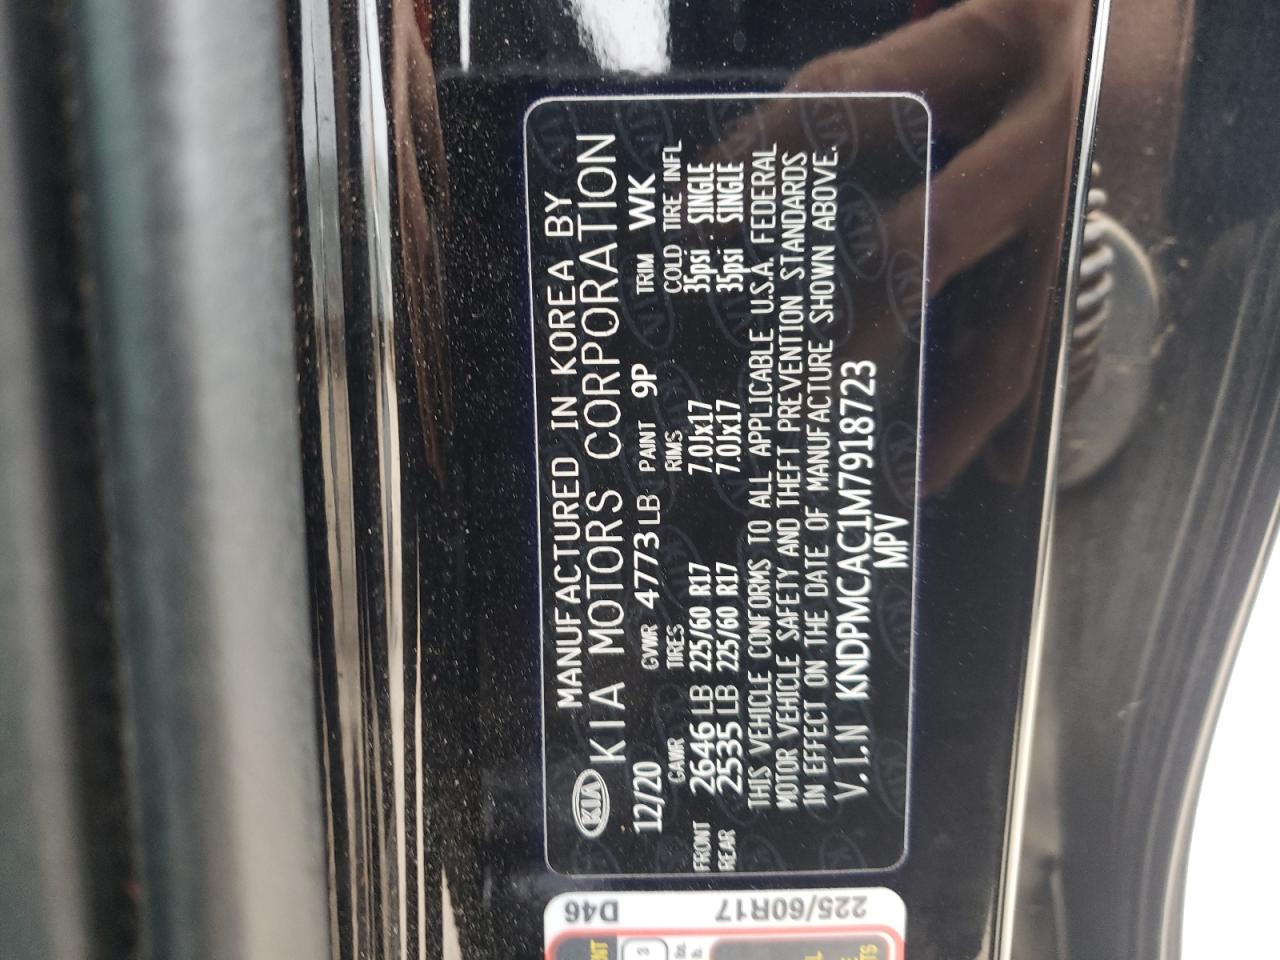 KIA MANUFACTURED IN KOREA BY
KIA MOTORS CORPORATION
12/20 GVWR 4773 LB PAINT 9P TRIM WK
GAWR TIRES RIMS COLD TIRE INFL
FRONT 2646 LB 225/60 R17 7.0Jx17 35psi . SINGLE
REAR 2535 LB 225/60 R17 7.0Jx17 35psi SINGLE
THIS VEHICLE CONFORMS TO ALL APPLICABLE U.S.A. FEDERAL
MOTOR VEHICLE SAFETY AND THEFT PREVENTION STANDARDS
IN EFFECT ON THE DATE OF MANUFACTURE SHOWN ABOVE.
V.I.N KNDPMCAC1M7918723
MPV
D46
225/60R17